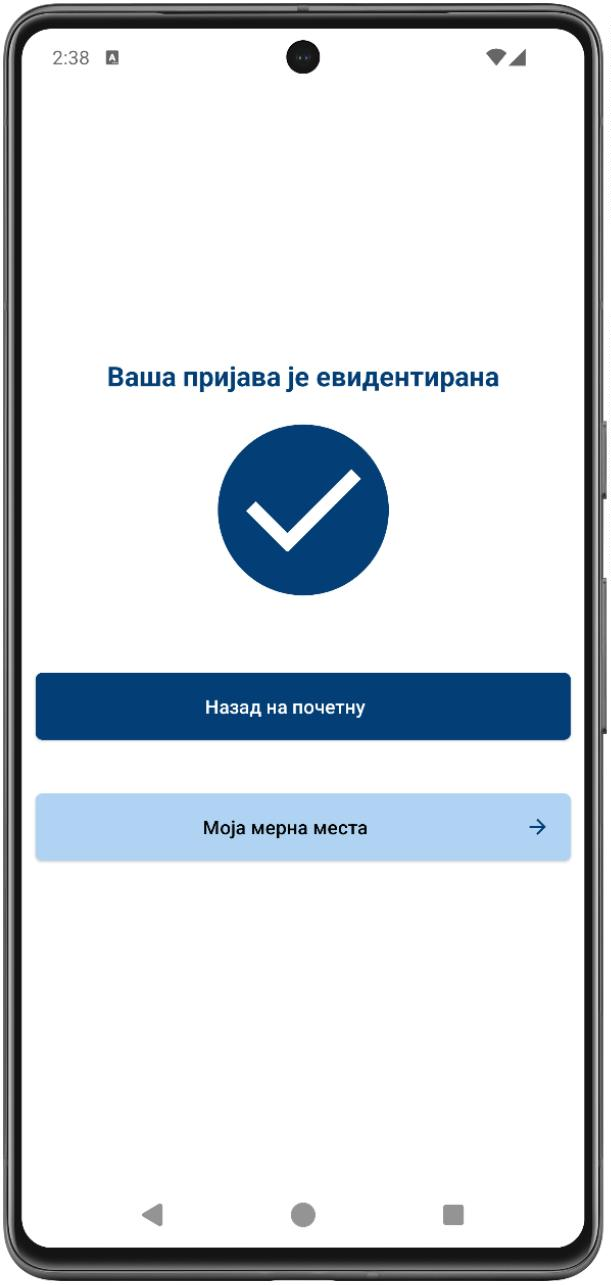 2:38
Ваша пријава је евидентирана
Назад на почетну
Моја мерна места